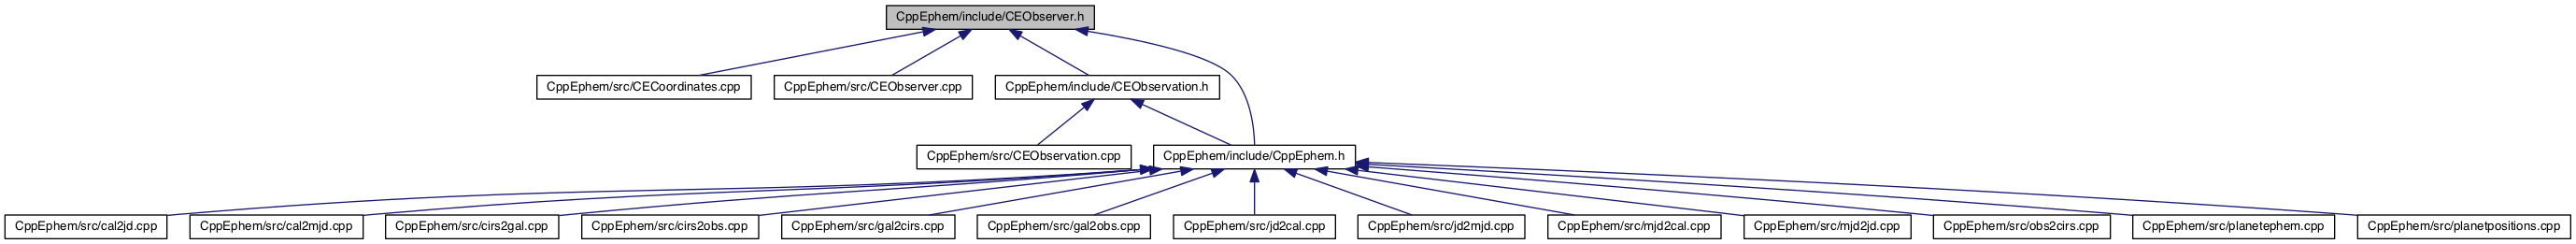 CppEphem/include/CEObserver.h
CppEphem/src/CECoordinates.cpp
CppEphem/src/CEObserver.cpp
CppEphem/include/CEObservation.h
CppEphem/src/CEObservation.cpp
CppEphem/include/CppEphem.h
CppEphem/src/cal2jd.cpp
CppEphem/src/cal2mjd.cpp
CppEphem/src/cirs2gal.cpp
CppEphem/src/cirs2obs.cpp
CppEphem/src/gal2cirs.cpp
CppEphem/src/gal2obs.cpp
CppEphem/src/jd2cal.cpp
CppEphem/src/jd2mjd.cpp
CppEphem/src/mjd2cal.cpp
CppEphem/src/mjd2jd.cpp
CppEphem/src/obs2cirs.cpp
CppEphem/src/planetephem.cpp
CppEphem/src/planetpositions.cpp